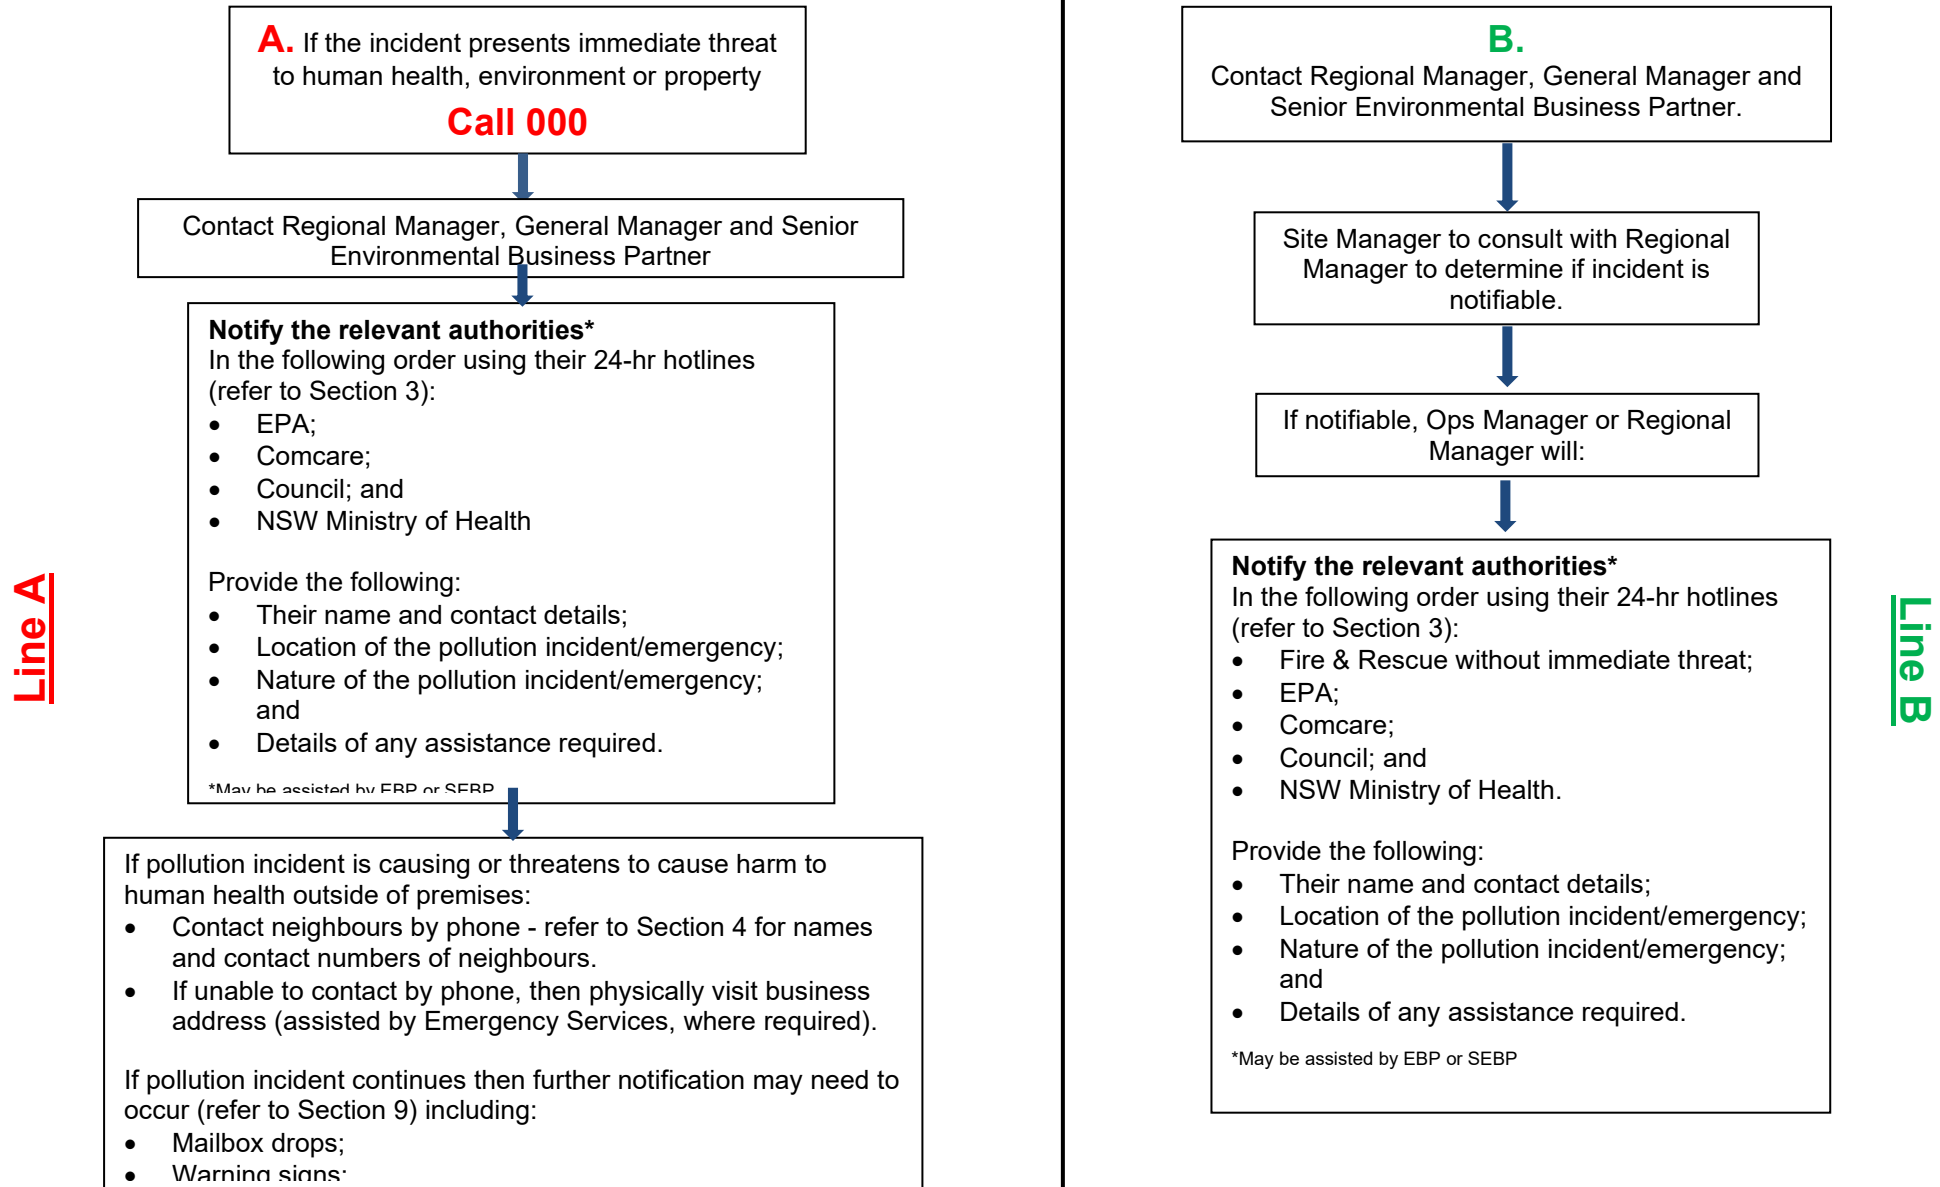 A. If the incident presents immediate threat
to human health, environment or property
Call 000
Contact Regional Manager, General Manager and Senior
Environmental Business Partner
Notify the relevant authorities*
In the following order using their 24-hr hotlines
(refer to Section 3):
• EPA;
• Comcare;
• Council; and
• NSW Ministry of Health
Provide the following:
• Their name and contact details;
• Location of the pollution incident/emergency;
• Nature of the pollution incident/emergency;
and
• Details of any assistance required.
*May be assisted by EBP or SEBP
Line A
If pollution incident is causing or threatens to cause harm to
human health outside of premises:
• Contact neighbours by phone - refer to Section 4 for names
and contact numbers of neighbours.
• If unable to contact by phone, then physically visit business
address (assisted by Emergency Services, where required).
If pollution incident continues then further notification may need to
occur (refer to Section 9) including:
• Mailbox drops;
• Warning signs;
B.
Contact Regional Manager, General Manager and
Senior Environmental Business Partner.
Site Manager to consult with Regional
Manager to determine if incident is
notifiable.
If notifiable, Ops Manager or Regional
Manager will:
Notify the relevant authorities*
In the following order using their 24-hr hotlines
(refer to Section 3):
• Fire & Rescue without immediate threat;
• EPA;
• Comcare;
• Council; and
• NSW Ministry of Health.
Provide the following:
• Their name and contact details;
• Location of the pollution incident/emergency;
• Nature of the pollution incident/emergency;
and
• Details of any assistance required.
*May be assisted by EBP or SEBP
Line B